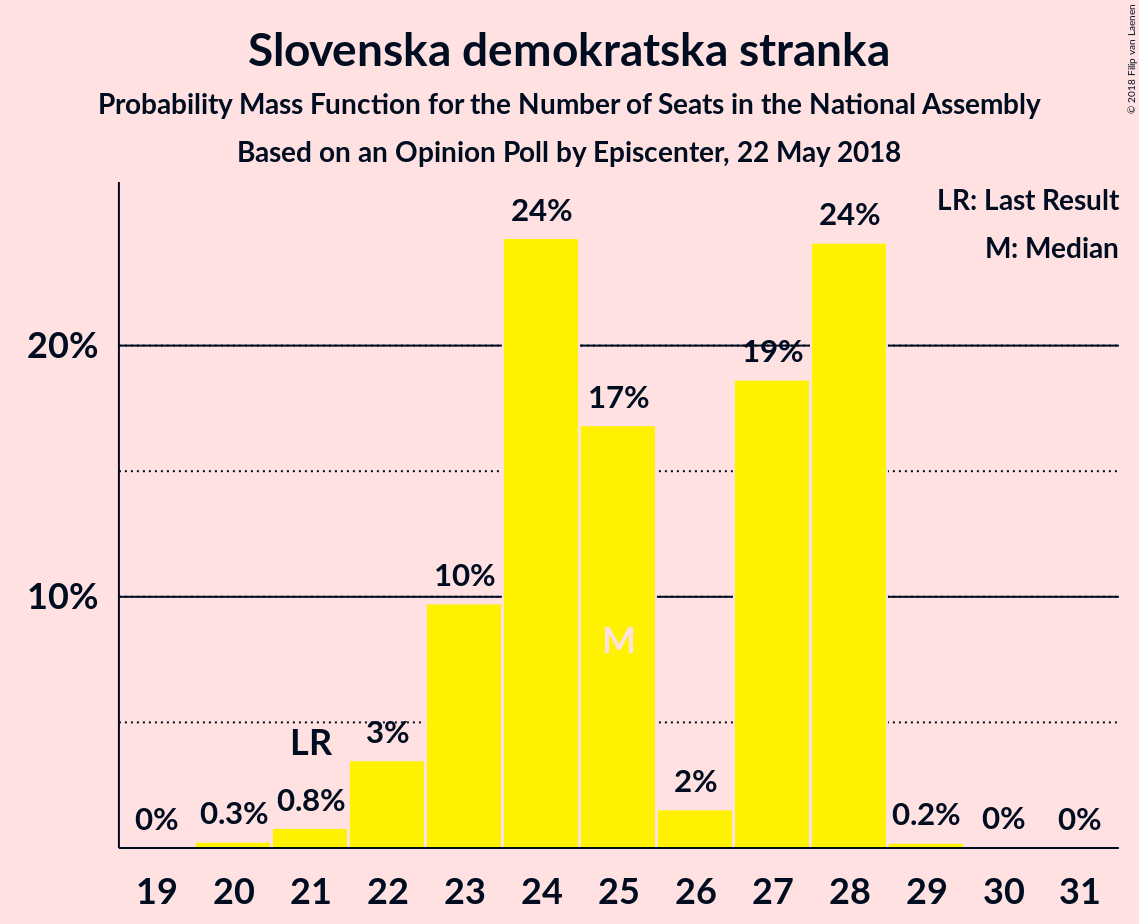 Slovenska demokratska stranka
Probability Mass Function for the Number of Seats in the National Assembly
Based on an Opinion Poll by Episcenter, 22 May 2018
© 2018 Filip van Laenen
LR: Last Result
M: Median
20%
10%
0%
0.3%
LR
0.8%
3%
10%
24%
17%
M
2%
19%
24%
0.2%
0%
0%
19 20 21 22 23 24 25 26 27 28 29 30 31